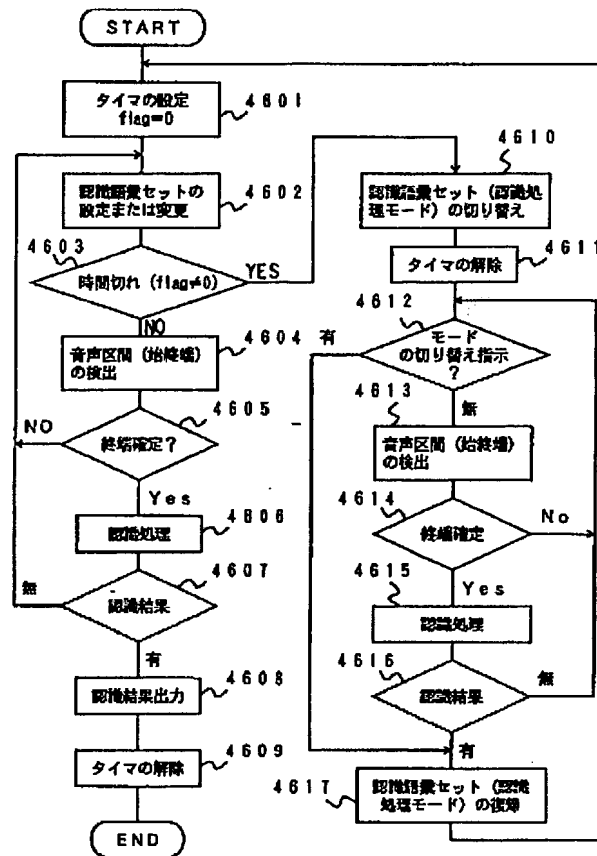 START
タイマの設定
flag=0
4601
認識語彙セットの
設定または変更
4602
4603
時間切れ (flag≠0)
YES
NO
音声区間 (始終端)
の検出
4604
終端確定?
4605
NO
Yes
認識処理
4606
認識結果
4607
無
有
認識結果出力
4608
タイマの解除
4609
END
4610
認識語彙セット (認識処
理モード) の切り替え
タイマの解除
4611
4612
モード
の切り替え指示
?
有
無
4613
音声区間 (始終端)
の検出
4614
終端確定
No
Yes
4615
認識処理
4616
認識結果
無
有
4617
認識語彙セット (認識
処理モード) の復帰